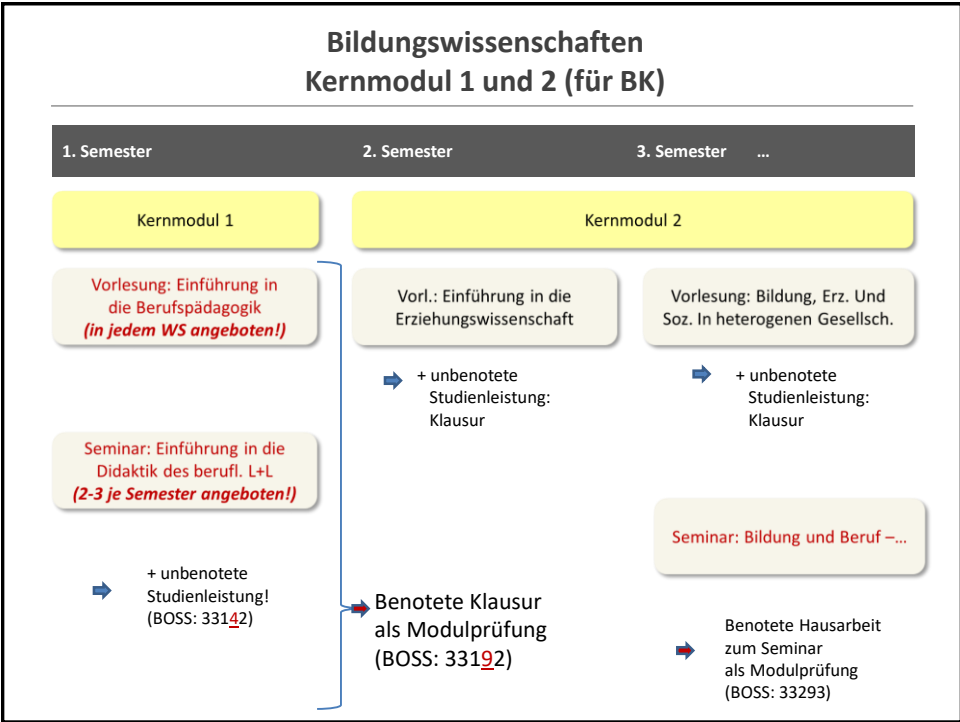 Bildungswissenschaften
Kernmodul 1 und 2 (für BK)
1. Semester
2. Semester
3. Semester ...
Kernmodul 1
Kernmodul 2
Vorlesung: Einführung in
die Berufspädagogik
(in jedem WS angeboten!)
Vorl.: Einführung in die
Erziehungswissenschaft
Vorlesung: Bildung, Erz. Und
Soz. In heterogenen Gesellsch.
+ unbenotete
Studienleistung:
Klausur
+ unbenotete
Studienleistung:
Klausur
Seminar: Einführung in die
Didaktik des berufl. L+L
(2-3 je Semester angeboten!)
Seminar: Bildung und Beruf –...
+ unbenotete
Studienleistung!
(BOSS: 33142)
Benotete Klausur
als Modulprüfung
(BOSS: 33192)
Benotete Hausarbeit
zum Seminar
als Modulprüfung
(BOSS: 33293)